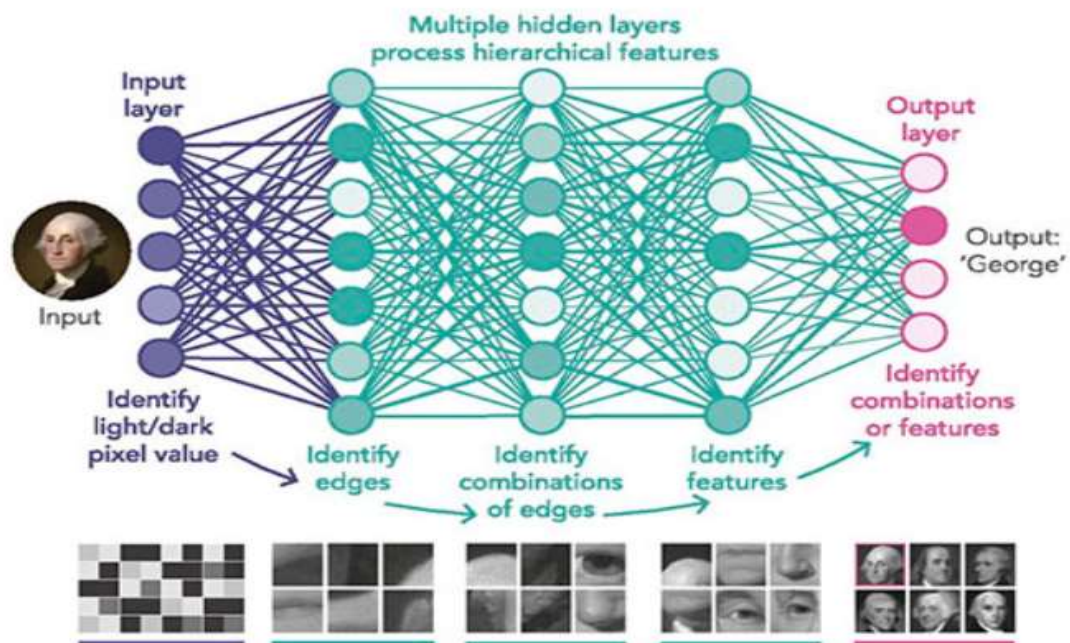 Multiple hidden layers
process hierarchical features
Input
layer
Output
layer
Input
Output:
'George'
Identify
light/dark
pixel value
Identify
edges
Identify
combinations
of edges
Identify
features
Identify
combinations
or features